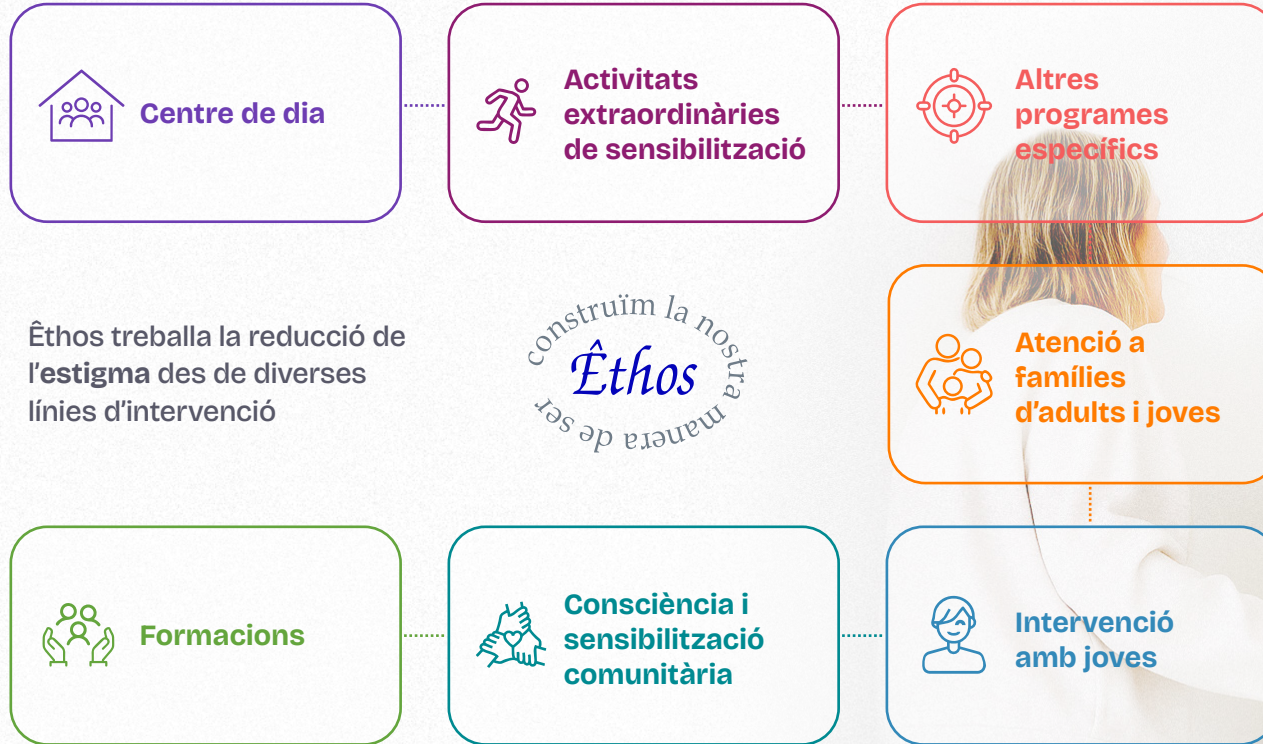 Centre de dia
Activitats
extraordinàries
de sensibilització
Altres
programes
específics
Êthos treballa la reducció de
l’estigma des de diverses
línies d’intervenció
construïm la nostra manera de ser
Êthos
Atenció a
famílies
d’adults i joves
Formacions
Consciència i
sensibilització
comunitària
Intervenció
amb joves